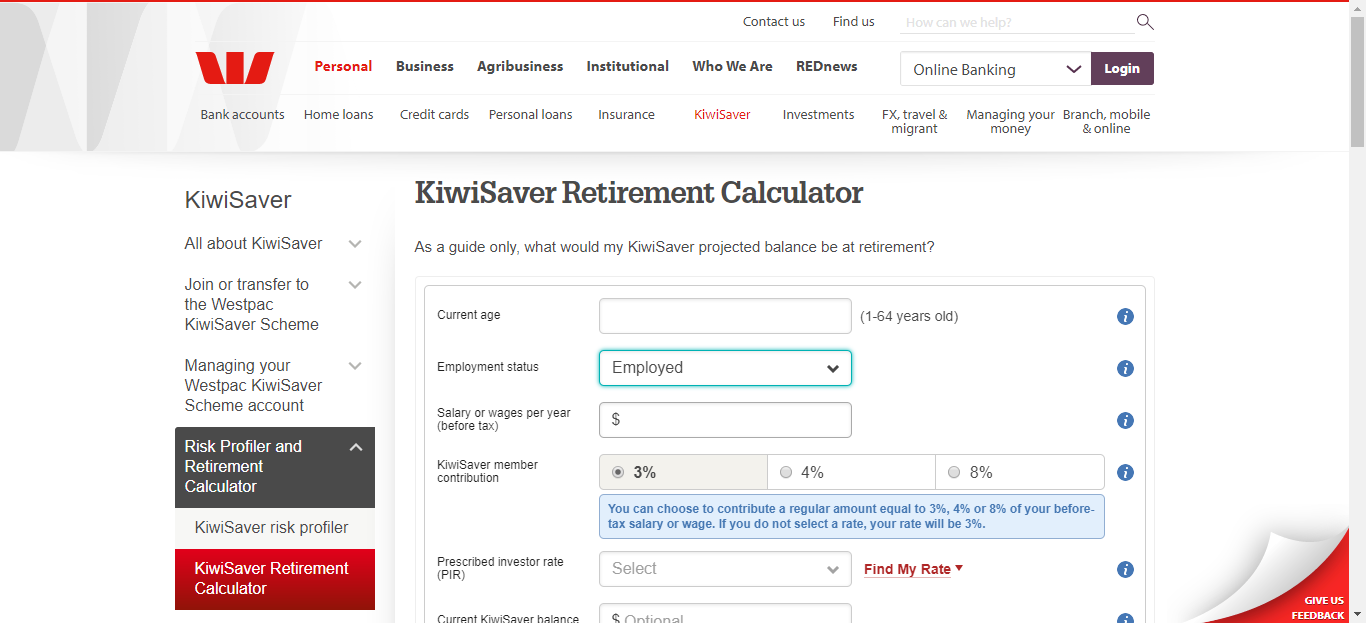 Contact us
Find us
How can we help?
Personal
Business
Agribusiness
Institutional
Who We Are
REDnews
Online Banking
Login
Bank accounts
Home loans
Credit cards
Personal loans
Insurance
KiwiSaver
Investments
FX, travel &
migrant
Managing your
money
Branch, mobile
& online
KiwiSaver
All about KiwiSaver
Join or transfer to
the Westpac
KiwiSaver Scheme
Managing your
Westpac KiwiSaver
Scheme account
Risk Profiler and
Retirement
Calculator
KiwiSaver risk profiler
KiwiSaver Retirement
Calculator
KiwiSaver Retirement Calculator
As a guide only, what would my KiwiSaver projected balance be at retirement?
Current age
(1-64 years old)
Employment status
Employed
Salary or wages per year
(before tax)
$
KiwiSaver member
contribution
3%
4%
8%
You can choose to contribute a regular amount equal to 3%, 4% or 8% of your before-
tax salary or wage. If you do not select a rate, your rate will be 3%.
Prescribed investor rate
(PIR)
Select
Find My Rate
Current KiwiSaver balance
$ Optional
GIVE US
FEEDBACK